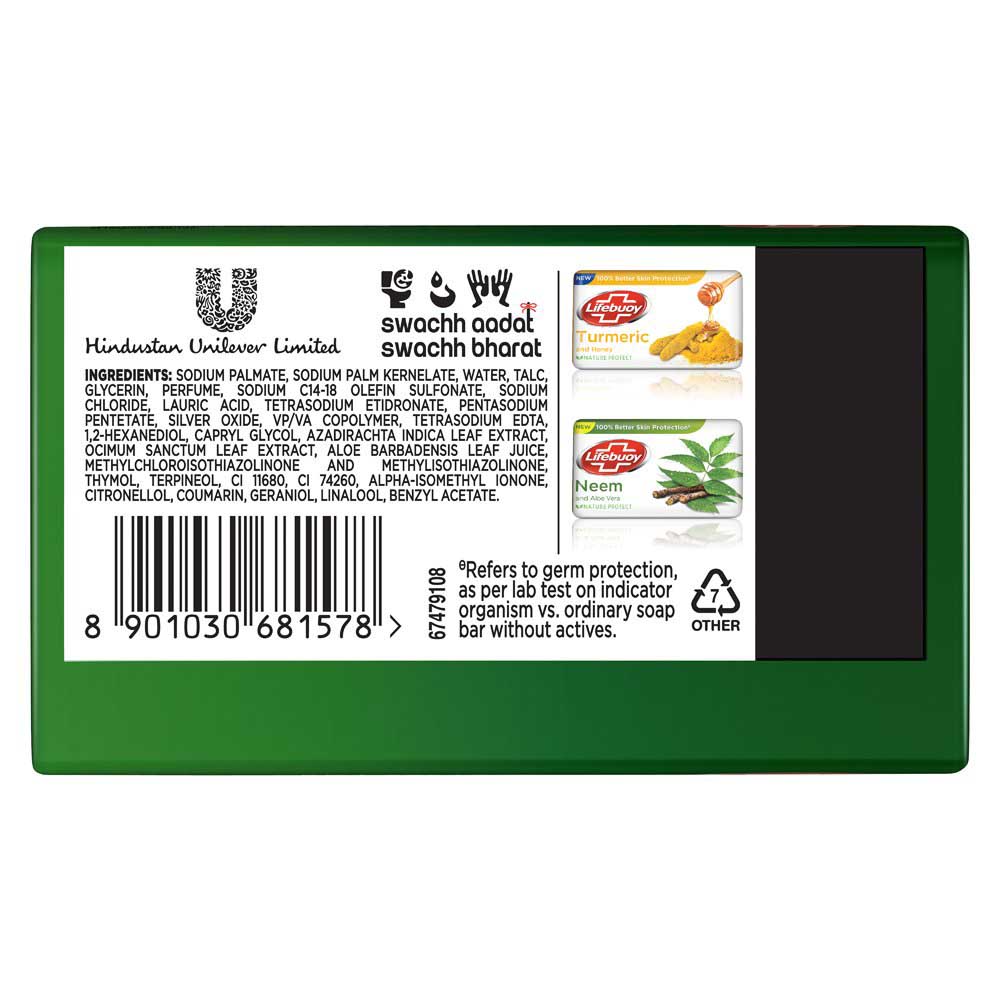 Hindustan Unilever Limited
swachh aadat
swachh bharat
INGREDIENTS: SODIUM PALMATE, SODIUM PALM KERNELATE, WATER, TALC,
GLYCERIN, PERFUME, SODIUM C14-18 OLEFIN SULFONATE, SODIUM
CHLORIDE, LAURIC ACID, TETRASODIUM ETIDRONATE, PENTASODIUM
PENTETATE, SILVER OXIDE, VP/VA COPOLYMER, TETRASODIUM EDTA,
1,2-HEXANEDIOL, CAPRYL GLYCOL, AZADIRACHTA INDICA LEAF EXTRACT,
OCIMUM SANCTUM LEAF EXTRACT, ALOE BARBADENSIS LEAF JUICE,
METHYLCHLOROISOTHIAZOLINONE AND METHYLISOTHIAZOLINONE,
THYMOL, TERPINEOL, CI 11680, CI 74260, ALPHA-ISOMETHYL IONONE,
CITRONELLOL, COUMARIN, GERANIOL, LINALOOL, BENZYL ACETATE.
8 901030 681578 >
67479108
NEW 100% Better Skin Protection*
Lifebuoy
Turmeric
and Honey
NATURE PROTECT
NEW 100% Better Skin Protection*
Lifebuoy
Neem
and Aloe Vera
NATURE PROTECT
θRefers to germ protection,
as per lab test on indicator
organism vs. ordinary soap
bar without actives.
7
OTHER